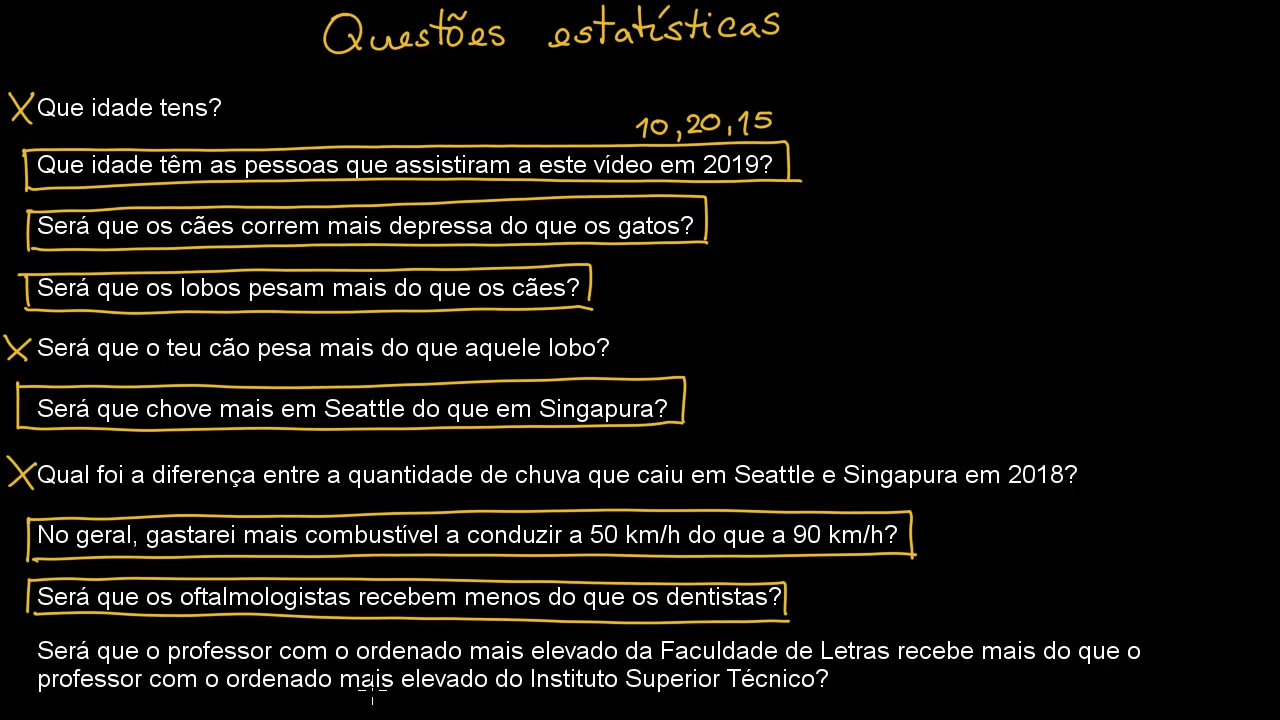 Questões estatísticas
X Que idade tens?
10, 20, 15
Que idade têm as pessoas que assistiram a este vídeo em 2019?
Será que os cães correm mais depressa do que os gatos?
Será que os lobos pesam mais do que os cães?
X Será que o teu cão pesa mais do que aquele lobo?
Será que chove mais em Seattle do que em Singapura?
X Qual foi a diferença entre a quantidade de chuva que caiu em Seattle e Singapura em 2018?
No geral, gastarei mais combustível a conduzir a 50 km/h do que a 90 km/h?
Será que os oftalmologistas recebem menos do que os dentistas?
Será que o professor com o ordenado mais elevado da Faculdade de Letras recebe mais do que o
professor com o ordenado mais elevado do Instituto Superior Técnico?